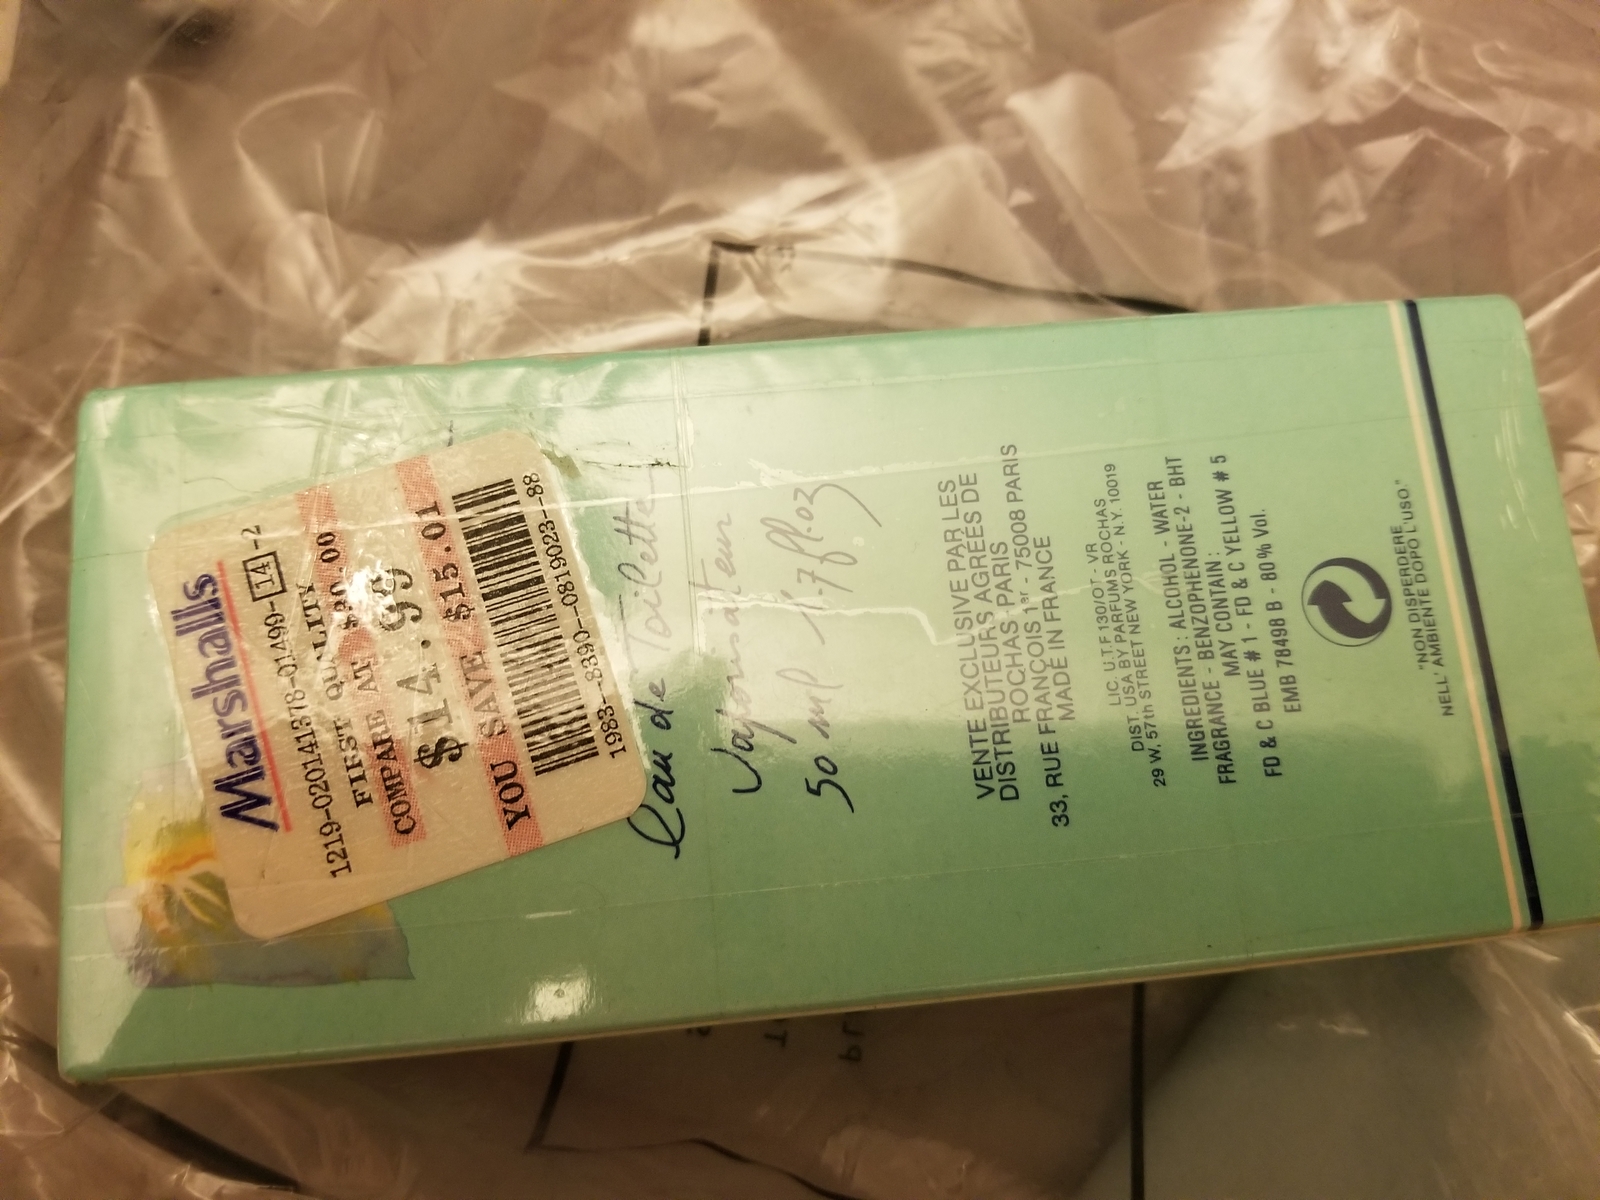 Marshalls
1219-020141378-01499-14-2
FIRST QUALITY
COMPARE AT $30.00
$14.99
YOU SAVE $15.01
1983--8390--0819023--88
Eau de Toilette
Vaporisateur
50 ml 1.7 fl.oz
VENTE EXCLUSIVE PAR LES
DISTRIBUTEURS AGRÉÉS DE
ROCHAS PARIS
33, RUE FRANÇOIS 1er - 75008 PARIS
MADE IN FRANCE
LIC. U.T.F 130/OT - VR
DIST. USA BY PARFUMS ROCHAS
29 W, 57th STREET NEW YORK - N.Y. 10019
INGREDIENTS : ALCOHOL - WATER
FRAGRANCE - BENZOPHENONE-2 - BHT
MAY CONTAIN :
FD & C BLUE # 1 - FD & C YELLOW # 5
EMB 78498 B - 80 % Vol.
"NON DISPERDERE
NELL' AMBIENTE DOPO L'USO."